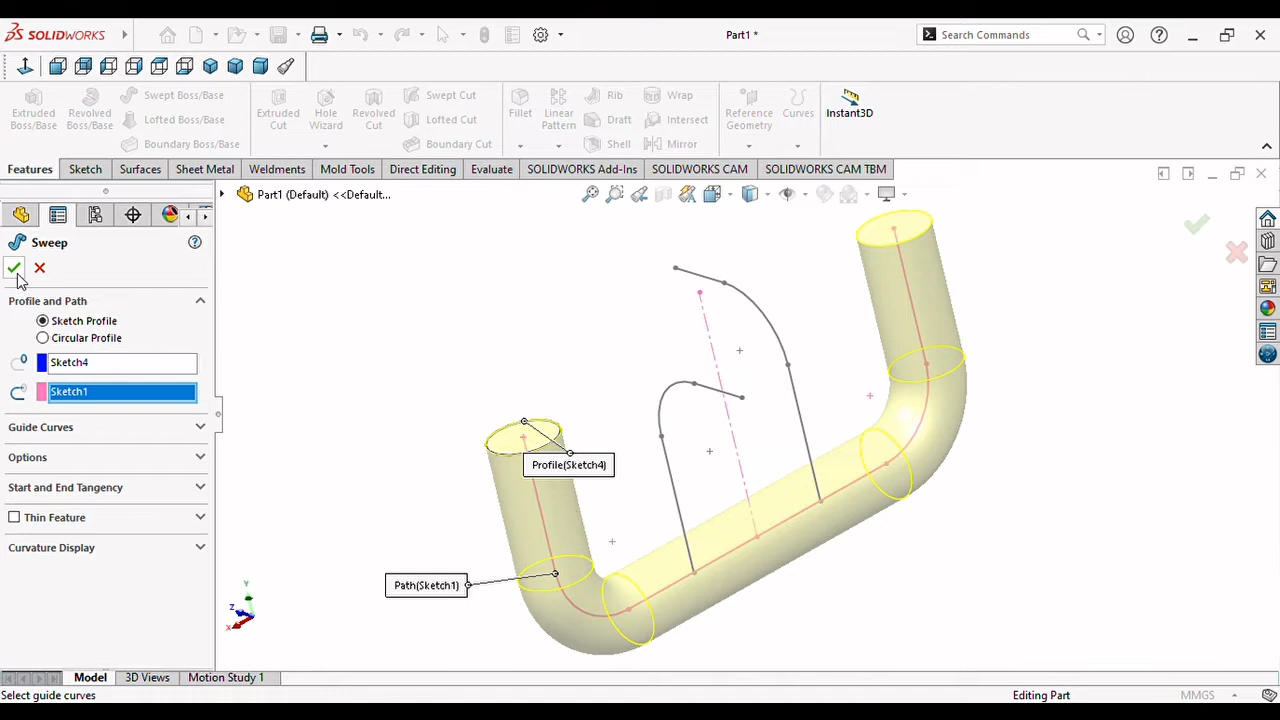 SOLIDWORKS
Part1 *
Search Commands
Extruded Boss/Base
Revolved Boss/Base
Swept Boss/Base
Lofted Boss/Base
Boundary Boss/Base
Extruded Cut
Hole Wizard
Revolved Cut
Swept Cut
Lofted Cut
Boundary Cut
Fillet
Linear Pattern
Rib
Draft
Shell
Wrap
Intersect
Mirror
Reference Geometry
Curves
Instant3D
Features
Sketch
Surfaces
Sheet Metal
Weldments
Mold Tools
Direct Editing
Evaluate
SOLIDWORKS Add-Ins
SOLIDWORKS CAM
SOLIDWORKS CAM TBM
Part1 (Default) <<Default...
Sweep
Profile and Path
Sketch Profile
Circular Profile
Sketch4
Sketch1
Guide Curves
Options
Start and End Tangency
Thin Feature
Curvature Display
Profile(Sketch4)
Path(Sketch1)
Y
Z
X
Model
3D Views
Motion Study 1
Select guide curves
Editing Part
MMGS